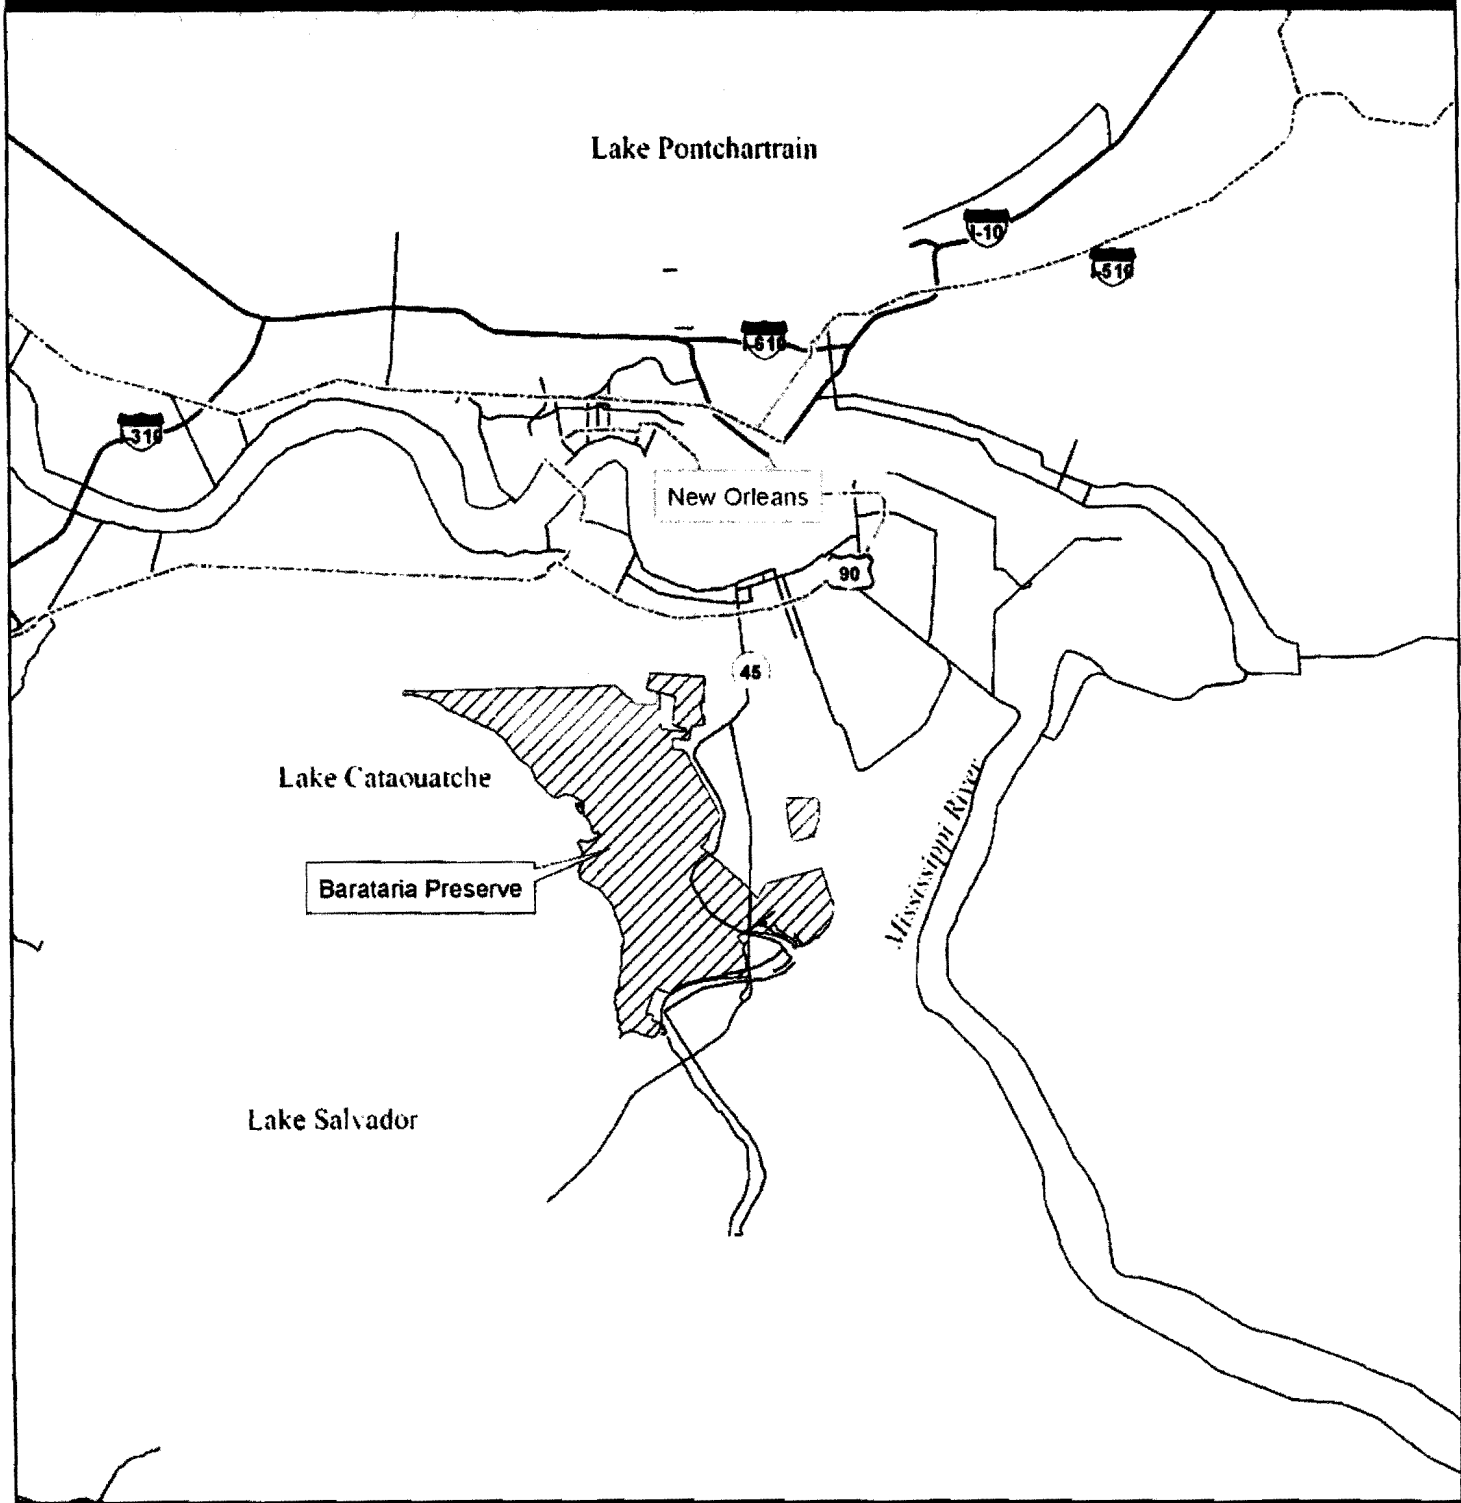 Lake Pontchartrain
I-10
I-510
I-610
I-310
New Orleans
90
45
Lake Cataouatche
Mississippi River
Barataria Preserve
Lake Salvador